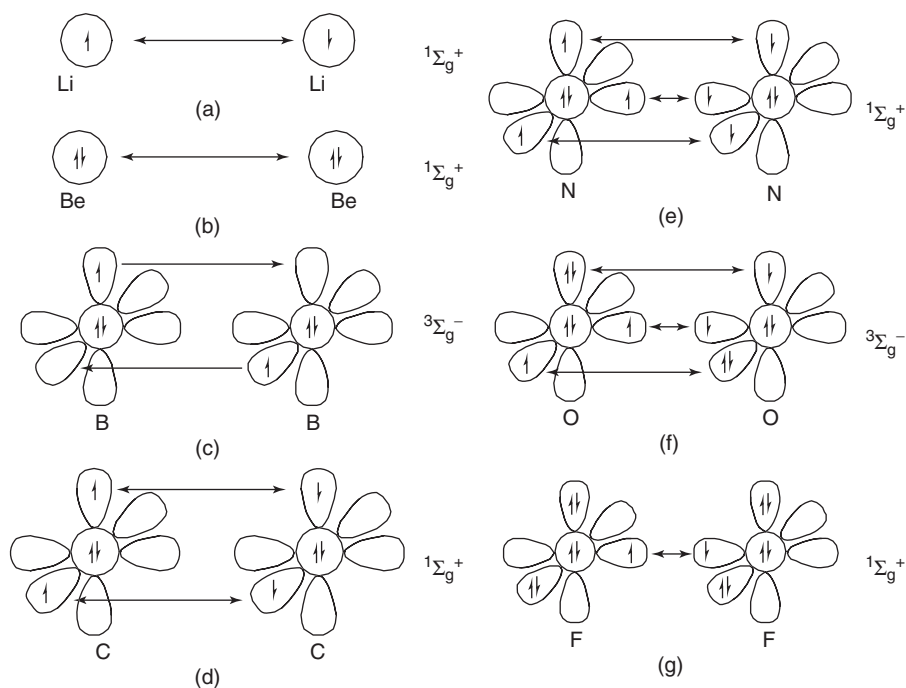 Li Li
¹Σg⁺
(a)
Be Be
¹Σg⁺
(b)
B B
³Σg⁻
(c)
C C
¹Σg⁺
(d)
N N
¹Σg⁺
(e)
O O
³Σg⁻
(f)
F F
¹Σg⁺
(g)